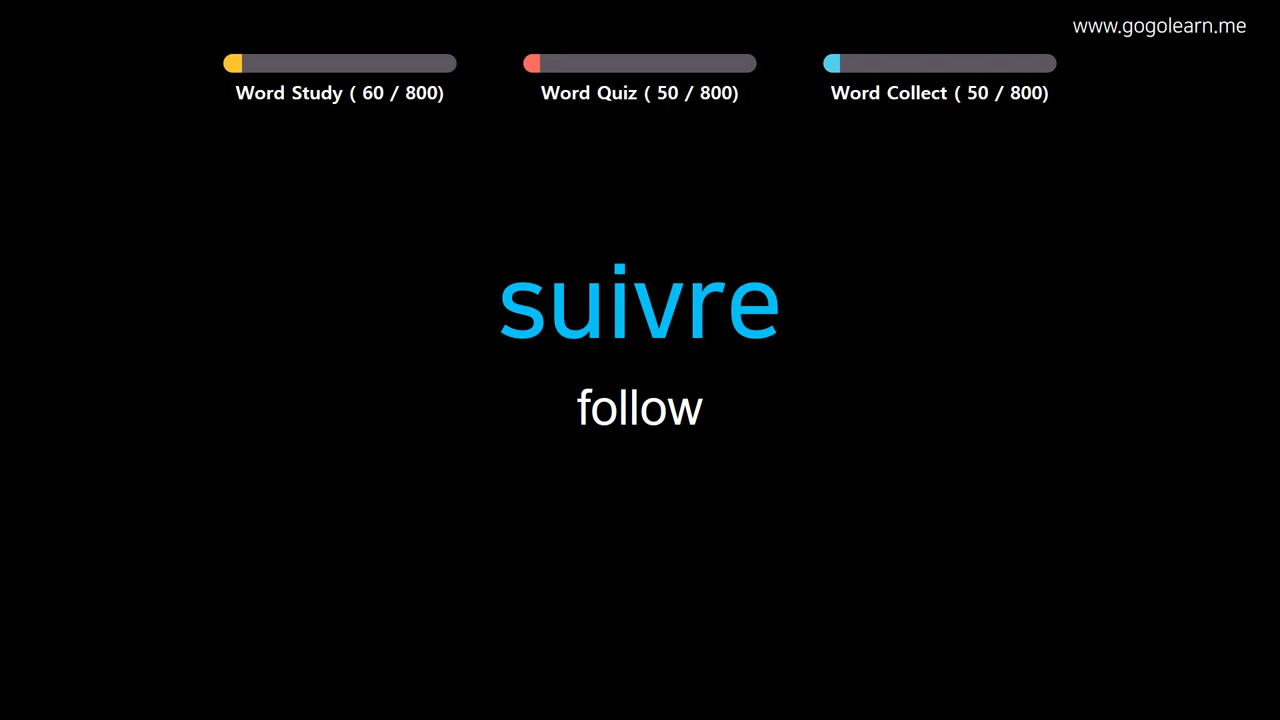 www.gogolearn.me
Word Study ( 60 / 800)
Word Quiz ( 50 / 800)
Word Collect ( 50 / 800)
suivre
follow